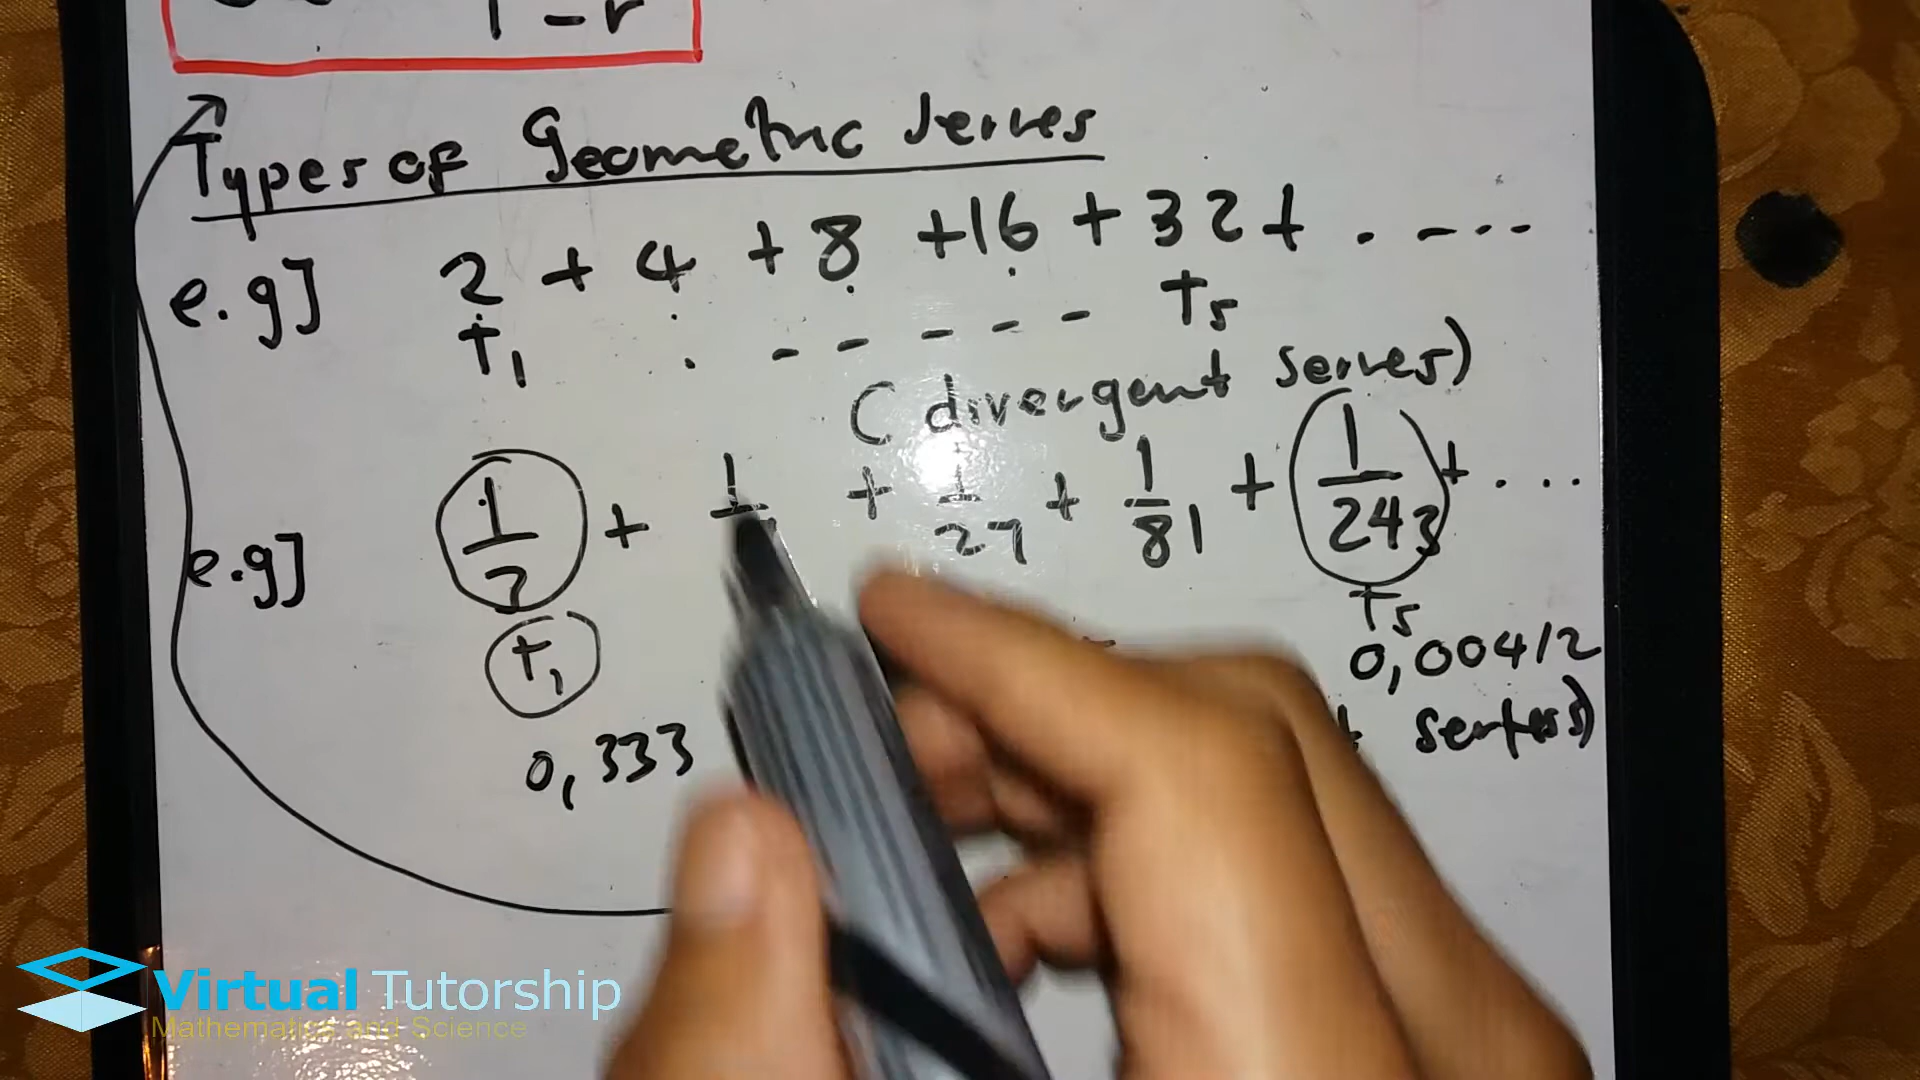 1 - r
Types of Geometric Series
e.g] 2 + 4 + 8 +16 + 32 + . - - - -
T1 . - - - - - T5
( divergent series)
e.g] 1/3 + 1/ + 1/27 + 1/81 + 1/243 + ...
T1 T5
0,333 0,00412
series)
Virtual Tutorship
Mathematics and Science